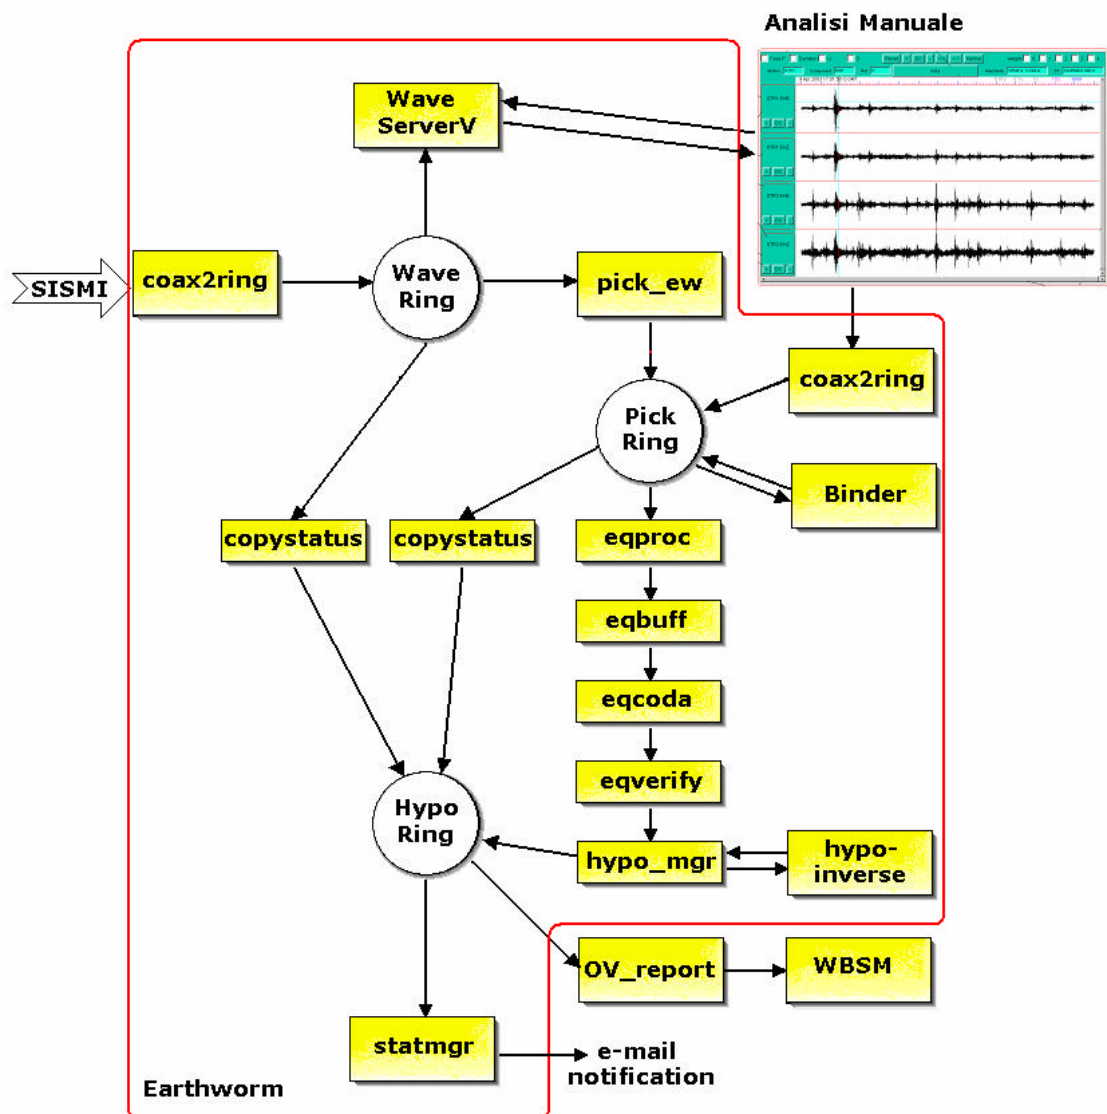 Analisi Manuale
Wave
ServerV
SISMI
coax2ring
Wave
Ring
pick_ew
coax2ring
Pick
Ring
Binder
copystatus
copystatus
eqproc
eqbuff
eqcoda
eqverify
Hypo
Ring
hypo_mgr
hypo-
inverse
OV_report
WBSM
statmgr
e-mail
notification
Earthworm